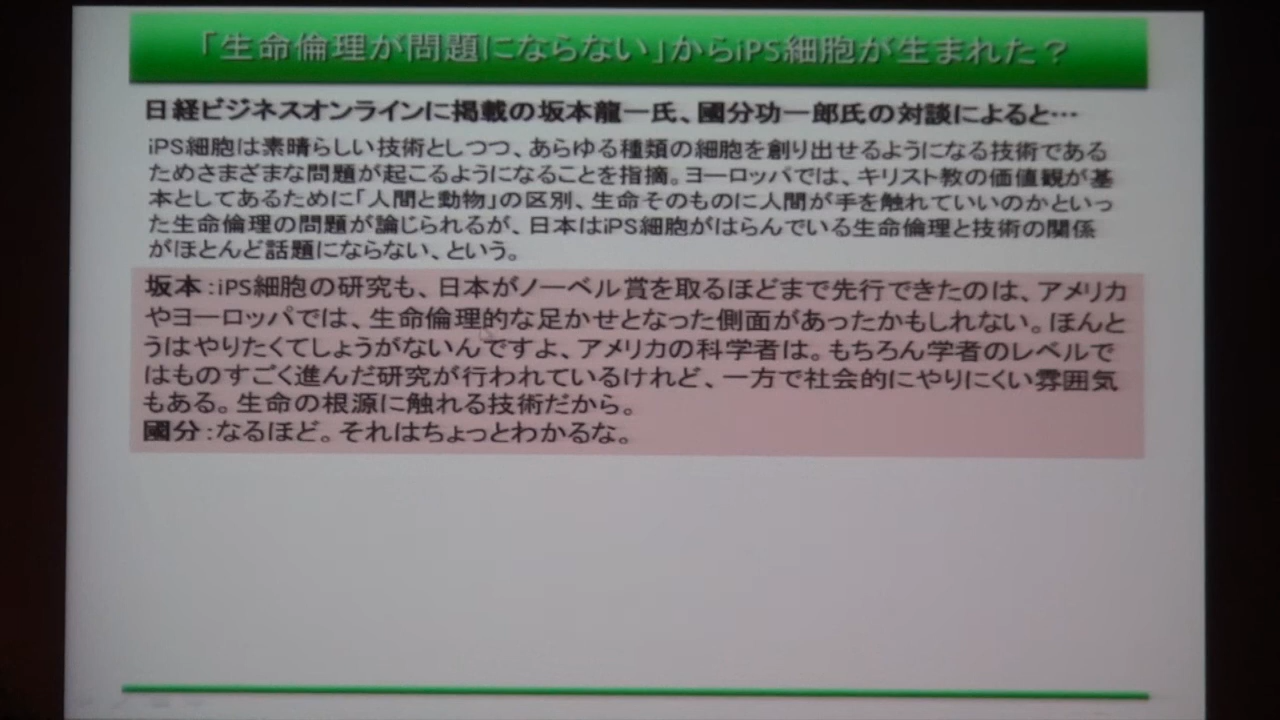 「生命倫理が問題にならない」からiPS細胞が生まれた？
日経ビジネスオンラインに掲載の坂本龍一氏、國分功一郎氏の対談によると…
iPS細胞は素晴らしい技術としつつ、あらゆる種類の細胞を創り出せるようになる技術である
ためさまざまな問題が起こるようになることを指摘。ヨーロッパでは、キリスト教の価値観が基
本としてあるために「人間と動物」の区別、生命そのものに人間が手を触れていいのかといっ
た生命倫理の問題が論じられるが、日本はiPS細胞がはらんでいる生命倫理と技術の関係
がほとんど話題にならない、という。
坂本：iPS細胞の研究も、日本がノーベル賞を取るほどまで先行できたのは、アメリカ
やヨーロッパでは、生命倫理的な足かせとなった側面があったかもしれない。ほんと
うはやりたくてしょうがないんですよ、アメリカの科学者は。もちろん学者のレベルで
はものすごく進んだ研究が行われているけれど、一方で社会的にやりにくい雰囲気
もある。生命の根源に触れる技術だから。
國分：なるほど。それはちょっとわかるな。